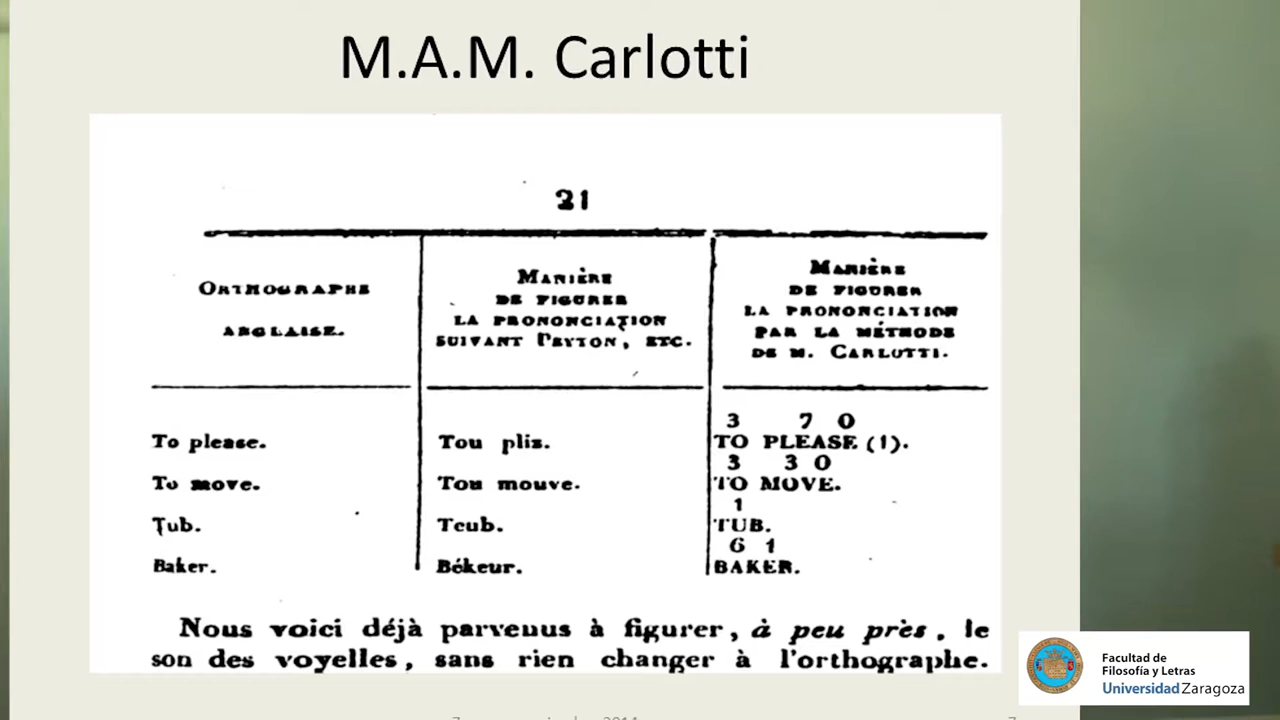 M.A.M. Carlotti
21
ORTHOGRAPHE
ANGLAISE.
MANIÈRE
DE FIGURER
LA PRONONCIATION
SUIVANT PEYTON, ETC.
MANIÈRE
DE FIGURER
LA PRONONCIATION
PAR LA MÉTHODE
DE M. CARLOTTI.
3 7 0
To please. Tou pliz. TO PLEASE (1).
3 3 0
To move. Tou mouve. TO MOVE.
1
Tub. Teub. TUB.
6 1
Baker. Békeur. BAKER.
Nous voici déjà parvenus à figurer, à peu près, le
son des voyelles, sans rien changer à l'orthographe.
Facultad de
Filosofía y Letras
Universidad Zaragoza